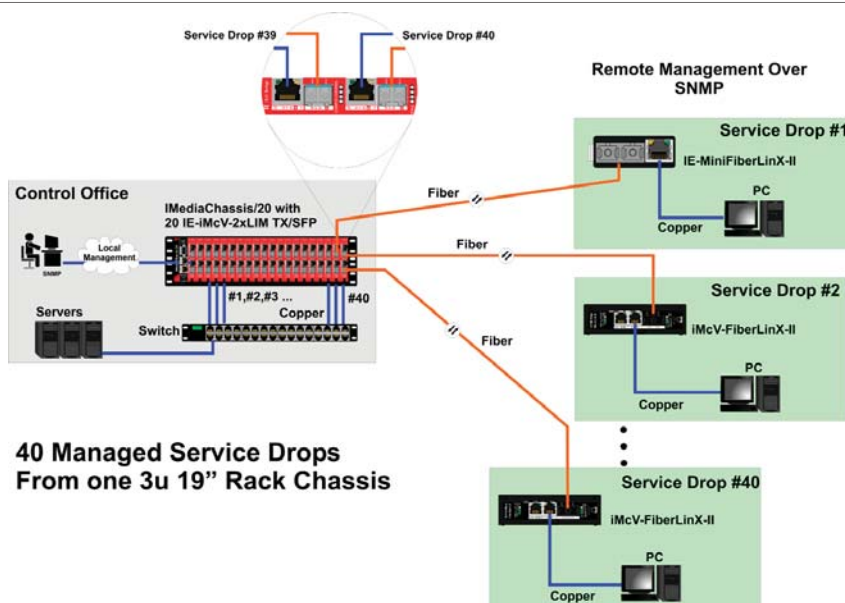 Service Drop #39
Service Drop #40
Remote Management Over
SNMP
Service Drop #1
IE-MiniFiberLinX-II
PC
Copper
Fiber
Control Office
IMediaChassis/20 with
20 IE-iMcV-2xLIM TX/SFP
Local
Management
SNMP
Fiber
#1,#2,#3 ...
#40
Copper
Servers
Switch
Fiber
Service Drop #2
iMcV-FiberLinX-II
PC
Copper
40 Managed Service Drops
From one 3u 19” Rack Chassis
Service Drop #40
iMcV-FiberLinX-II
PC
Copper